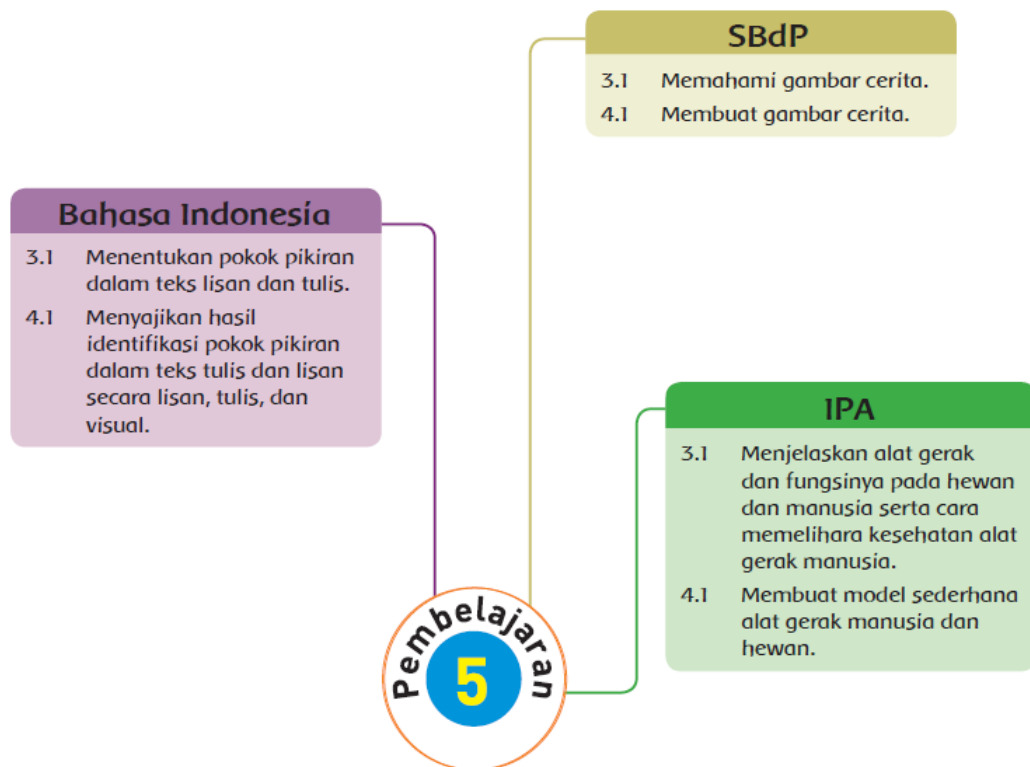 SBdP
3.1 Memahami gambar cerita.
4.1 Membuat gambar cerita.
Bahasa Indonesia
3.1 Menentukan pokok pikiran
dalam teks lisan dan tulis.
4.1 Menyajikan hasil
identifikasi pokok pikiran
dalam teks tulis dan lisan
secara lisan, tulis, dan
visual.
IPA
3.1 Menjelaskan alat gerak
dan fungsinya pada hewan
dan manusia serta cara
memelihara kesehatan alat
gerak manusia.
4.1 Membuat model sederhana
alat gerak manusia dan
hewan.
Pembelajaran
5